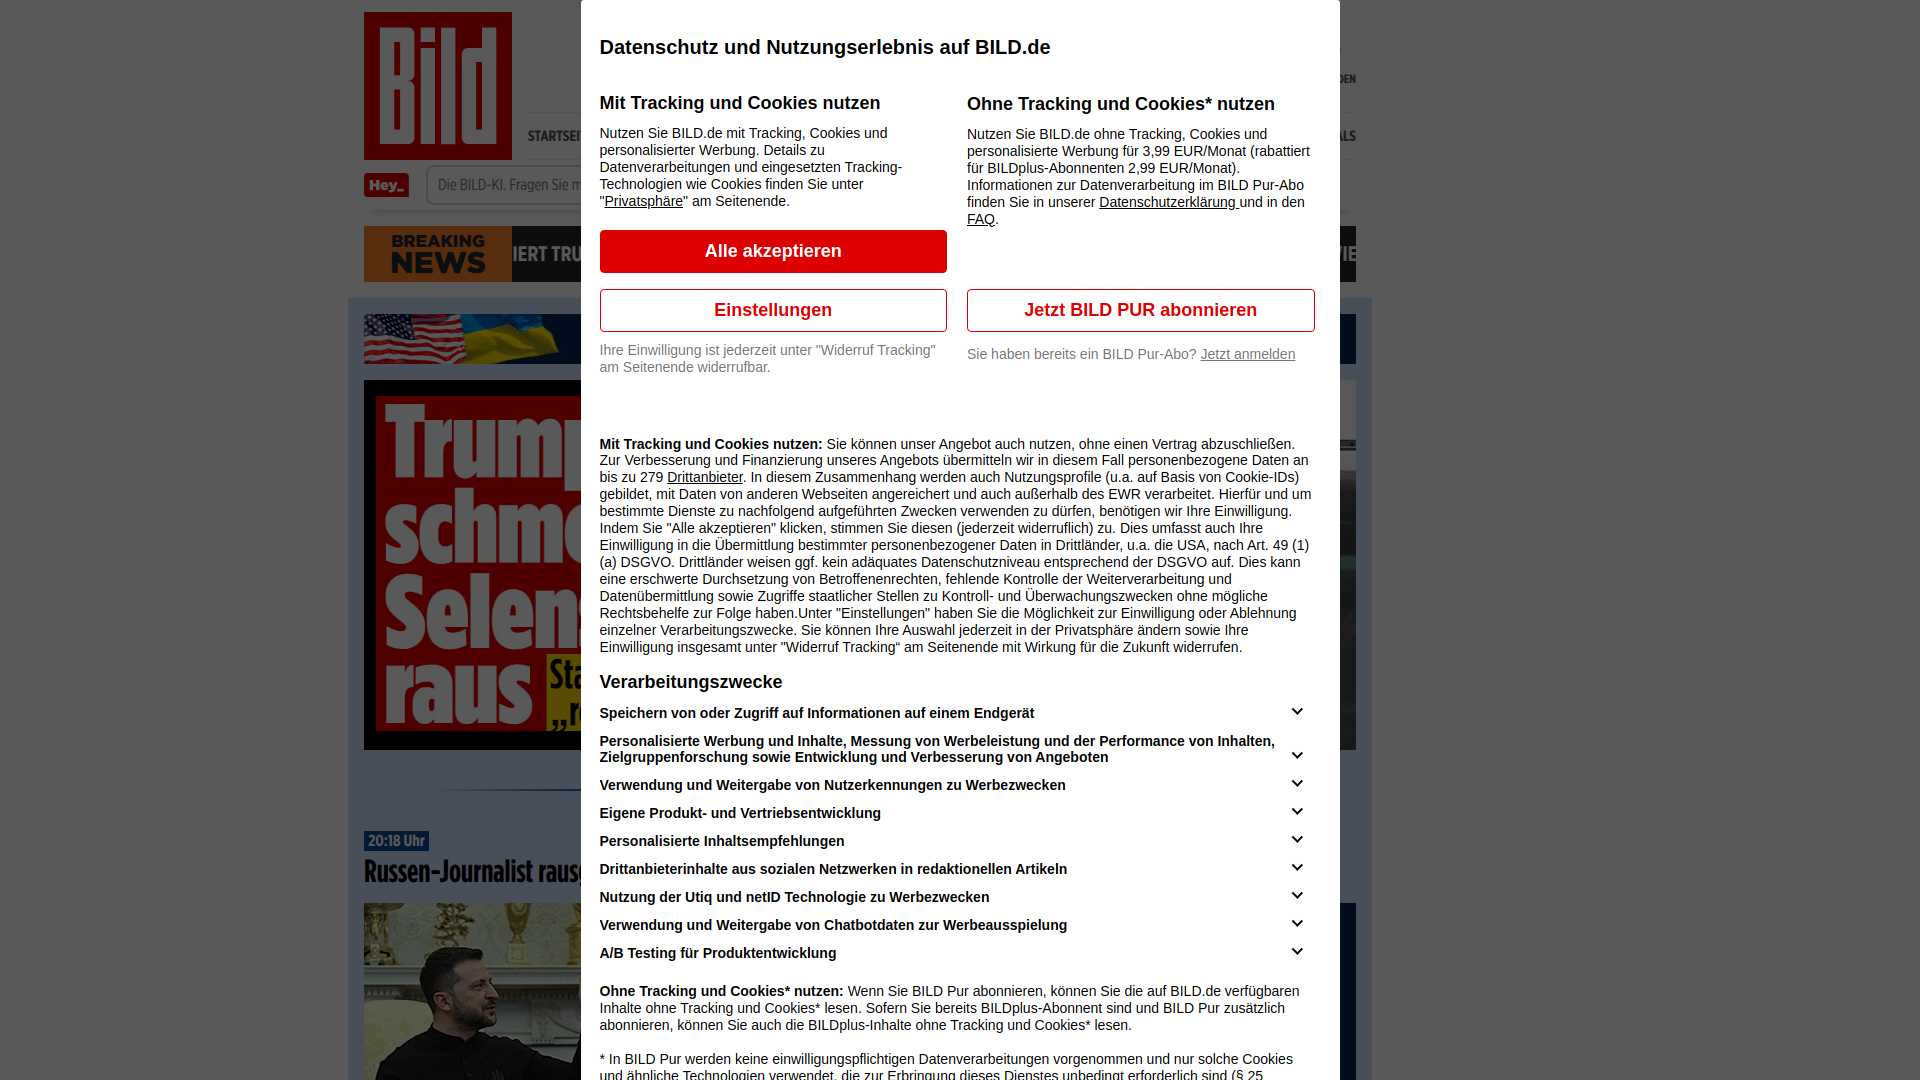 Bild
STARTSEI
DEN
ALS
Hey_
Die BILD-KI. Fragen Sie m
BREAKING
NEWS
IERT TRU
Trump
schme
Selens
raus
20:18 Uhr
Russen-Journalist rausg
Datenschutz und Nutzungserlebnis auf BILD.de
Mit Tracking und Cookies nutzen
Nutzen Sie BILD.de mit Tracking, Cookies und
personalisierter Werbung. Details zu
Datenverarbeitungen und eingesetzten Tracking-
Technologien wie Cookies finden Sie unter
"Privatsphäre" am Seitenende.
Alle akzeptieren
Einstellungen
Ihre Einwilligung ist jederzeit unter "Widerruf Tracking"
am Seitenende widerrufbar.
Ohne Tracking und Cookies* nutzen
Nutzen Sie BILD.de ohne Tracking, Cookies und
personalisierte Werbung für 3,99 EUR/Monat (rabattiert
für BILDplus-Abonnenten 2,99 EUR/Monat).
Informationen zur Datenverarbeitung im BILD Pur-Abo
finden Sie in unserer Datenschutzerklärung und in den
FAQ.
Jetzt BILD PUR abonnieren
Sie haben bereits ein BILD Pur-Abo? Jetzt anmelden
Mit Tracking und Cookies nutzen: Sie können unser Angebot auch nutzen, ohne einen Vertrag abzuschließen.
Zur Verbesserung und Finanzierung unseres Angebots übermitteln wir in diesem Fall personenbezogene Daten an
bis zu 279 Drittanbieter. In diesem Zusammenhang werden auch Nutzungsprofile (u.a. auf Basis von Cookie-IDs)
gebildet, mit Daten von anderen Webseiten angereichert und auch außerhalb des EWR verarbeitet. Hierfür und um
bestimmte Dienste zu nachfolgend aufgeführten Zwecken verwenden zu dürfen, benötigen wir Ihre Einwilligung.
Indem Sie "Alle akzeptieren" klicken, stimmen Sie diesen (jederzeit widerruflich) zu. Dies umfasst auch Ihre
Einwilligung in die Übermittlung bestimmter personenbezogener Daten in Drittländer, u.a. die USA, nach Art. 49 (1)
(a) DSGVO. Drittländer weisen ggf. kein adäquates Datenschutzniveau entsprechend der DSGVO auf. Dies kann
eine erschwerte Durchsetzung von Betroffenenrechten, fehlende Kontrolle der Weiterverarbeitung und
Datenübermittlung sowie Zugriffe staatlicher Stellen zu Kontroll- und Überwachungszwecken ohne mögliche
Rechtsbehelfe zur Folge haben.Unter "Einstellungen" haben Sie die Möglichkeit zur Einwilligung oder Ablehnung
einzelner Verarbeitungszwecke. Sie können Ihre Auswahl jederzeit in der Privatsphäre ändern sowie Ihre
Einwilligung insgesamt unter "Widerruf Tracking“ am Seitenende mit Wirkung für die Zukunft widerrufen.
Verarbeitungszwecke
Speichern von oder Zugriff auf Informationen auf einem Endgerät
Personalisierte Werbung und Inhalte, Messung von Werbeleistung und der Performance von Inhalten,
Zielgruppenforschung sowie Entwicklung und Verbesserung von Angeboten
Verwendung und Weitergabe von Nutzerkennungen zu Werbezwecken
Eigene Produkt- und Vertriebsentwicklung
Personalisierte Inhaltsempfehlungen
Drittanbieterinhalte aus sozialen Netzwerken in redaktionellen Artikeln
Nutzung der Utiq und netID Technologie zu Werbezwecken
Verwendung und Weitergabe von Chatbotdaten zur Werbeausspielung
A/B Testing für Produktentwicklung
Ohne Tracking und Cookies* nutzen: Wenn Sie BILD Pur abonnieren, können Sie die auf BILD.de verfügbaren
Inhalte ohne Tracking und Cookies* lesen. Sofern Sie bereits BILDplus-Abonnent sind und BILD Pur zusätzlich
abonnieren, können Sie auch die BILDplus-Inhalte ohne Tracking und Cookies* lesen.
* In BILD Pur werden keine einwilligungspflichtigen Datenverarbeitungen vorgenommen und nur solche Cookies
und ähnliche Technologien verwendet, die zur Erbringung dieses Dienstes unbedingt erforderlich sind (§ 25